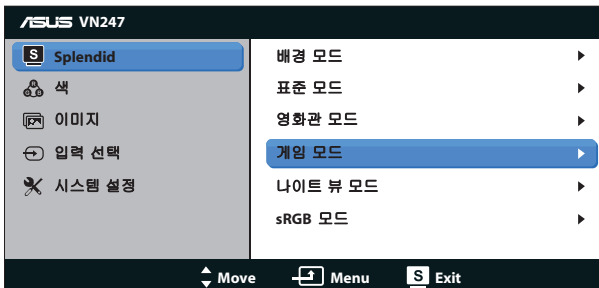 ASUS VN247
S Splendid
색
이미지
입력 선택
시스템 설정
배경 모드
표준 모드
영화관 모드
게임 모드
나이트 뷰 모드
sRGB 모드
Move Menu S Exit